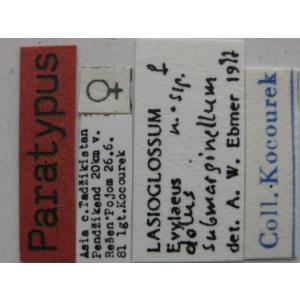 Paratypus
♀
Asia c.Tadžikistan
Pendžikend 20km v.
Rešen-Pojom 26.6.
81 lgt.Kocourek
LASIOGLOSSUM ♀
Evylaeus n. sp.
dolus
submarginellum
det. A. W. Ebmer 19
Coll. Kocourek